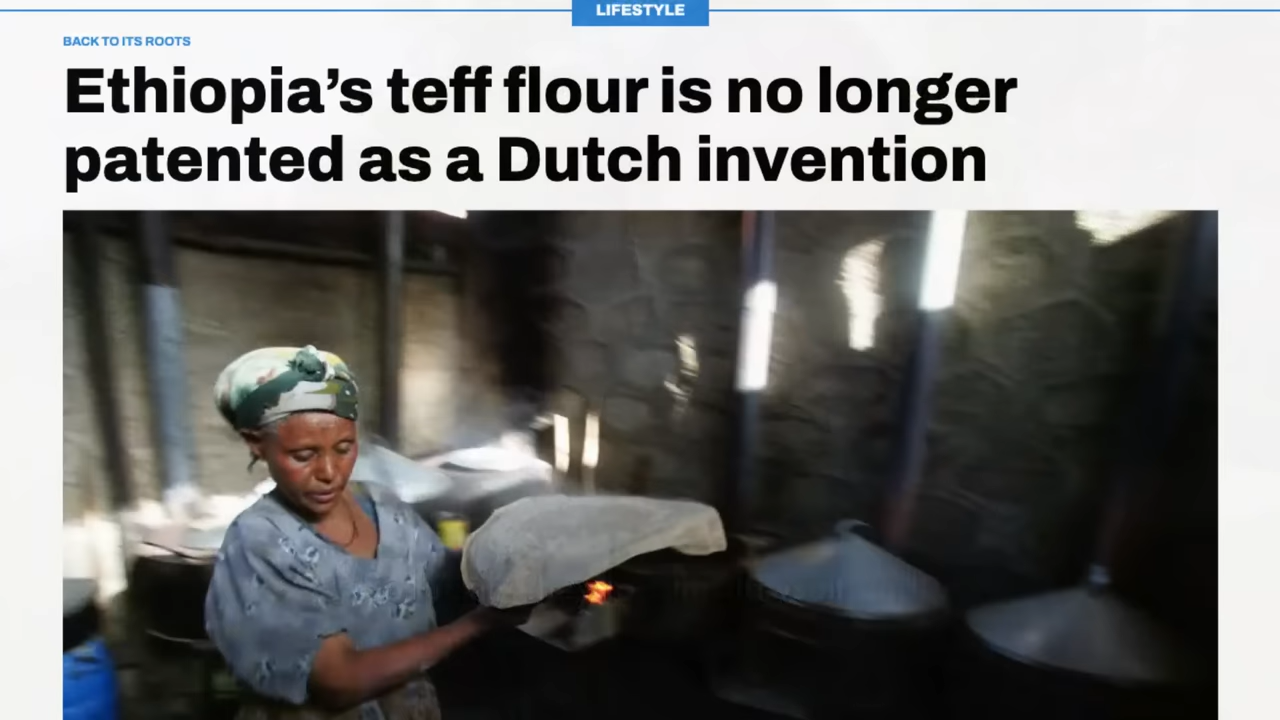 LIFESTYLE
BACK TO ITS ROOTS
Ethiopia’s teff flour is no longer
patented as a Dutch invention